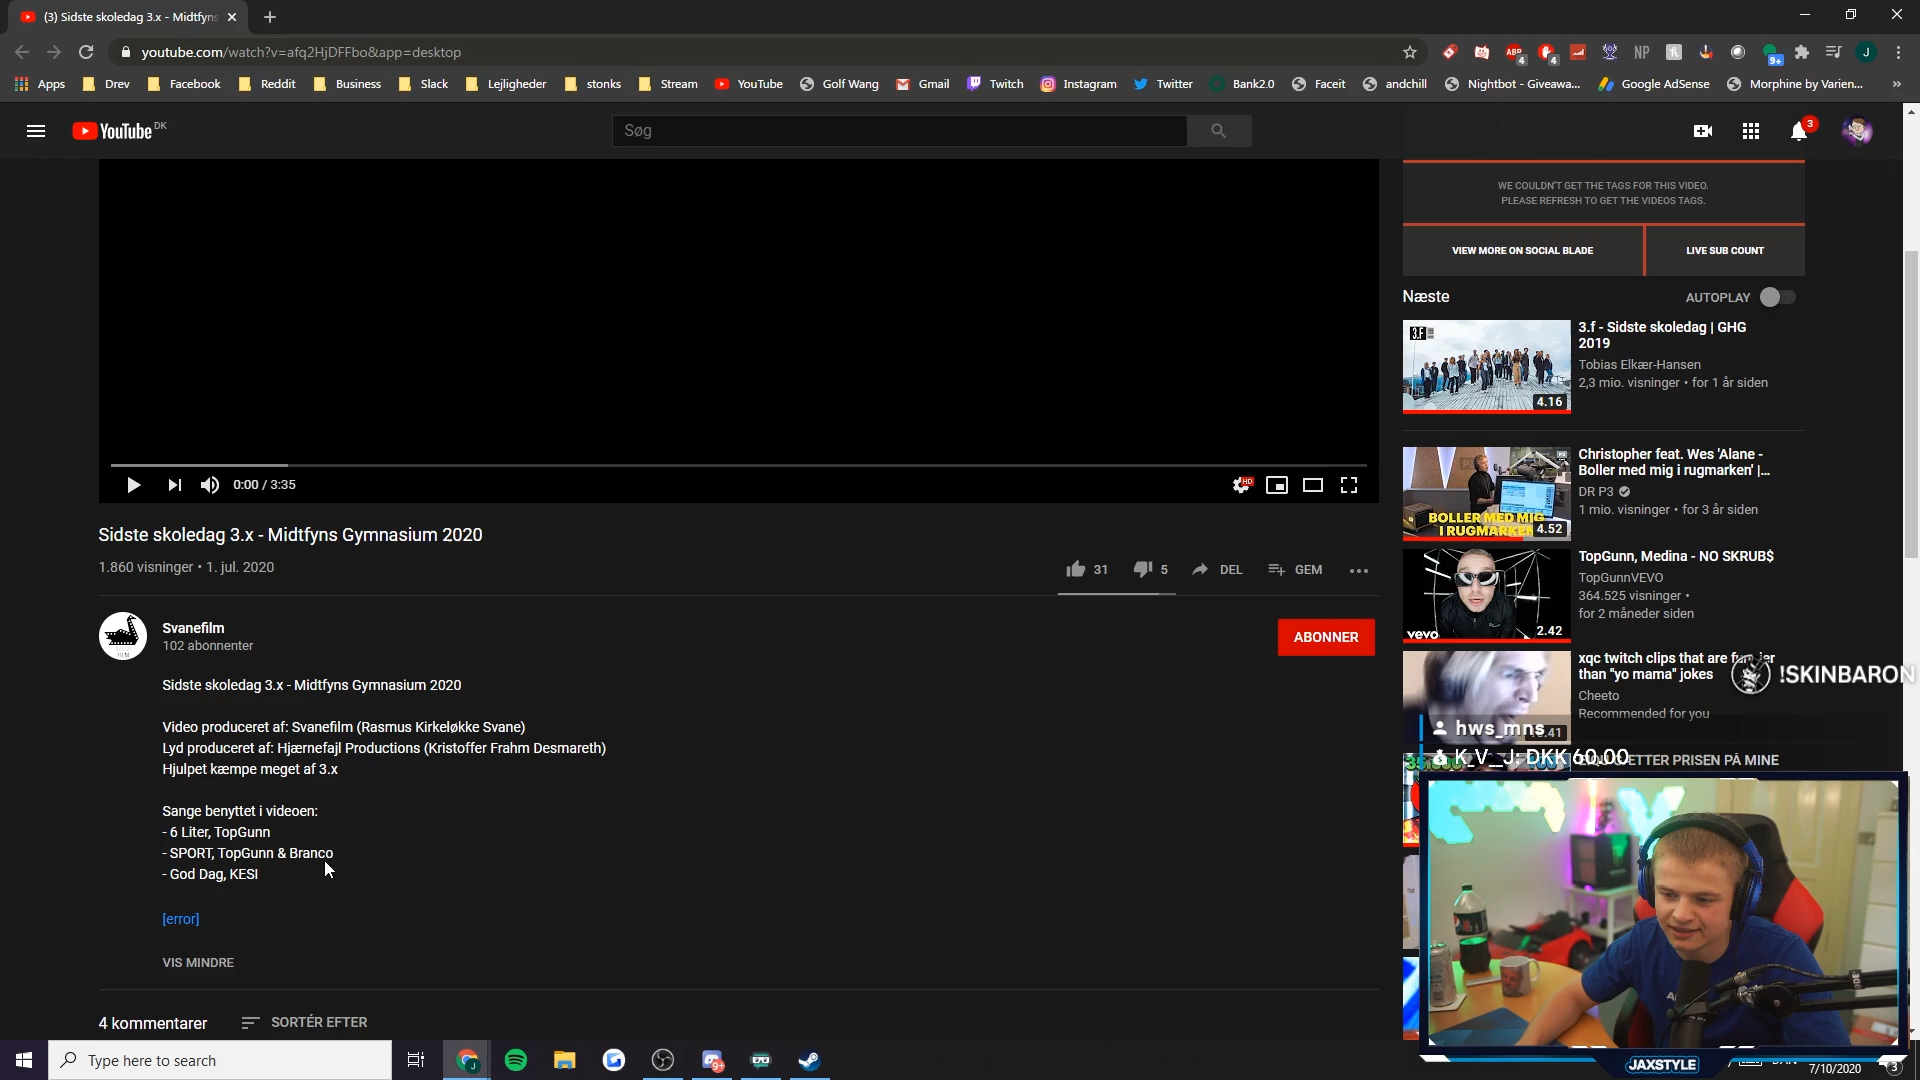 (3) Sidste skoledag 3.x - Midtfyns
youtube.com/watch?v=afq2HjDFFbo&app=desktop
ABP 4 4 NP 9+ J
Apps Drev Facebook Reddit Business Slack Lejligheder stonks Stream YouTube Golf Wang Gmail Twitch Instagram Twitter Bank2.0 Faceit andchill Nightbot - Giveawa... Google AdSense Morphine by Varien... »
YouTube DK
Søg
3
WE COULDN'T GET THE TAGS FOR THIS VIDEO.
PLEASE REFRESH TO GET THE VIDEOS TAGS.
VIEW MORE ON SOCIAL BLADE LIVE SUB COUNT
Næste AUTOPLAY
3.F
4.16
3.f - Sidste skoledag | GHG
2019
Tobias Elkær-Hansen
2,3 mio. visninger • for 1 år siden
BOLLER MED MIG
I RUGMARKEN
4.52
Christopher feat. Wes 'Alane -
Boller med mig i rugmarken' |...
DR P3
1 mio. visninger • for 3 år siden
vevo
2.42
TopGunn, Medina - NO SKRUB$
TopGunnVEVO
364.525 visninger •
for 2 måneder siden
xqc twitch clips that are
than "yo mama" jokes
Cheeto
Recommended for you
!SKINBARON
hws_mns
K_V__J: DKK 60.00
ÆTTER PRISEN PÅ MINE
0:00 / 3:35
HD
Sidste skoledag 3.x - Midtfyns Gymnasium 2020
1.860 visninger • 1. jul. 2020
31 5 DEL GEM
Svanefilm
102 abonnenter
ABONNER
Sidste skoledag 3.x - Midtfyns Gymnasium 2020
Video produceret af: Svanefilm (Rasmus Kirkeløkke Svane)
Lyd produceret af: Hjærnefajl Productions (Kristoffer Frahm Desmareth)
Hjulpet kæmpe meget af 3.x
Sange benyttet i videoen:
- 6 Liter, TopGunn
- SPORT, TopGunn & Branco
- God Dag, KESI
[error]
VIS MINDRE
4 kommentarer SORTÉR EFTER
JAXSTYLE
Type here to search
7/10/2020
3